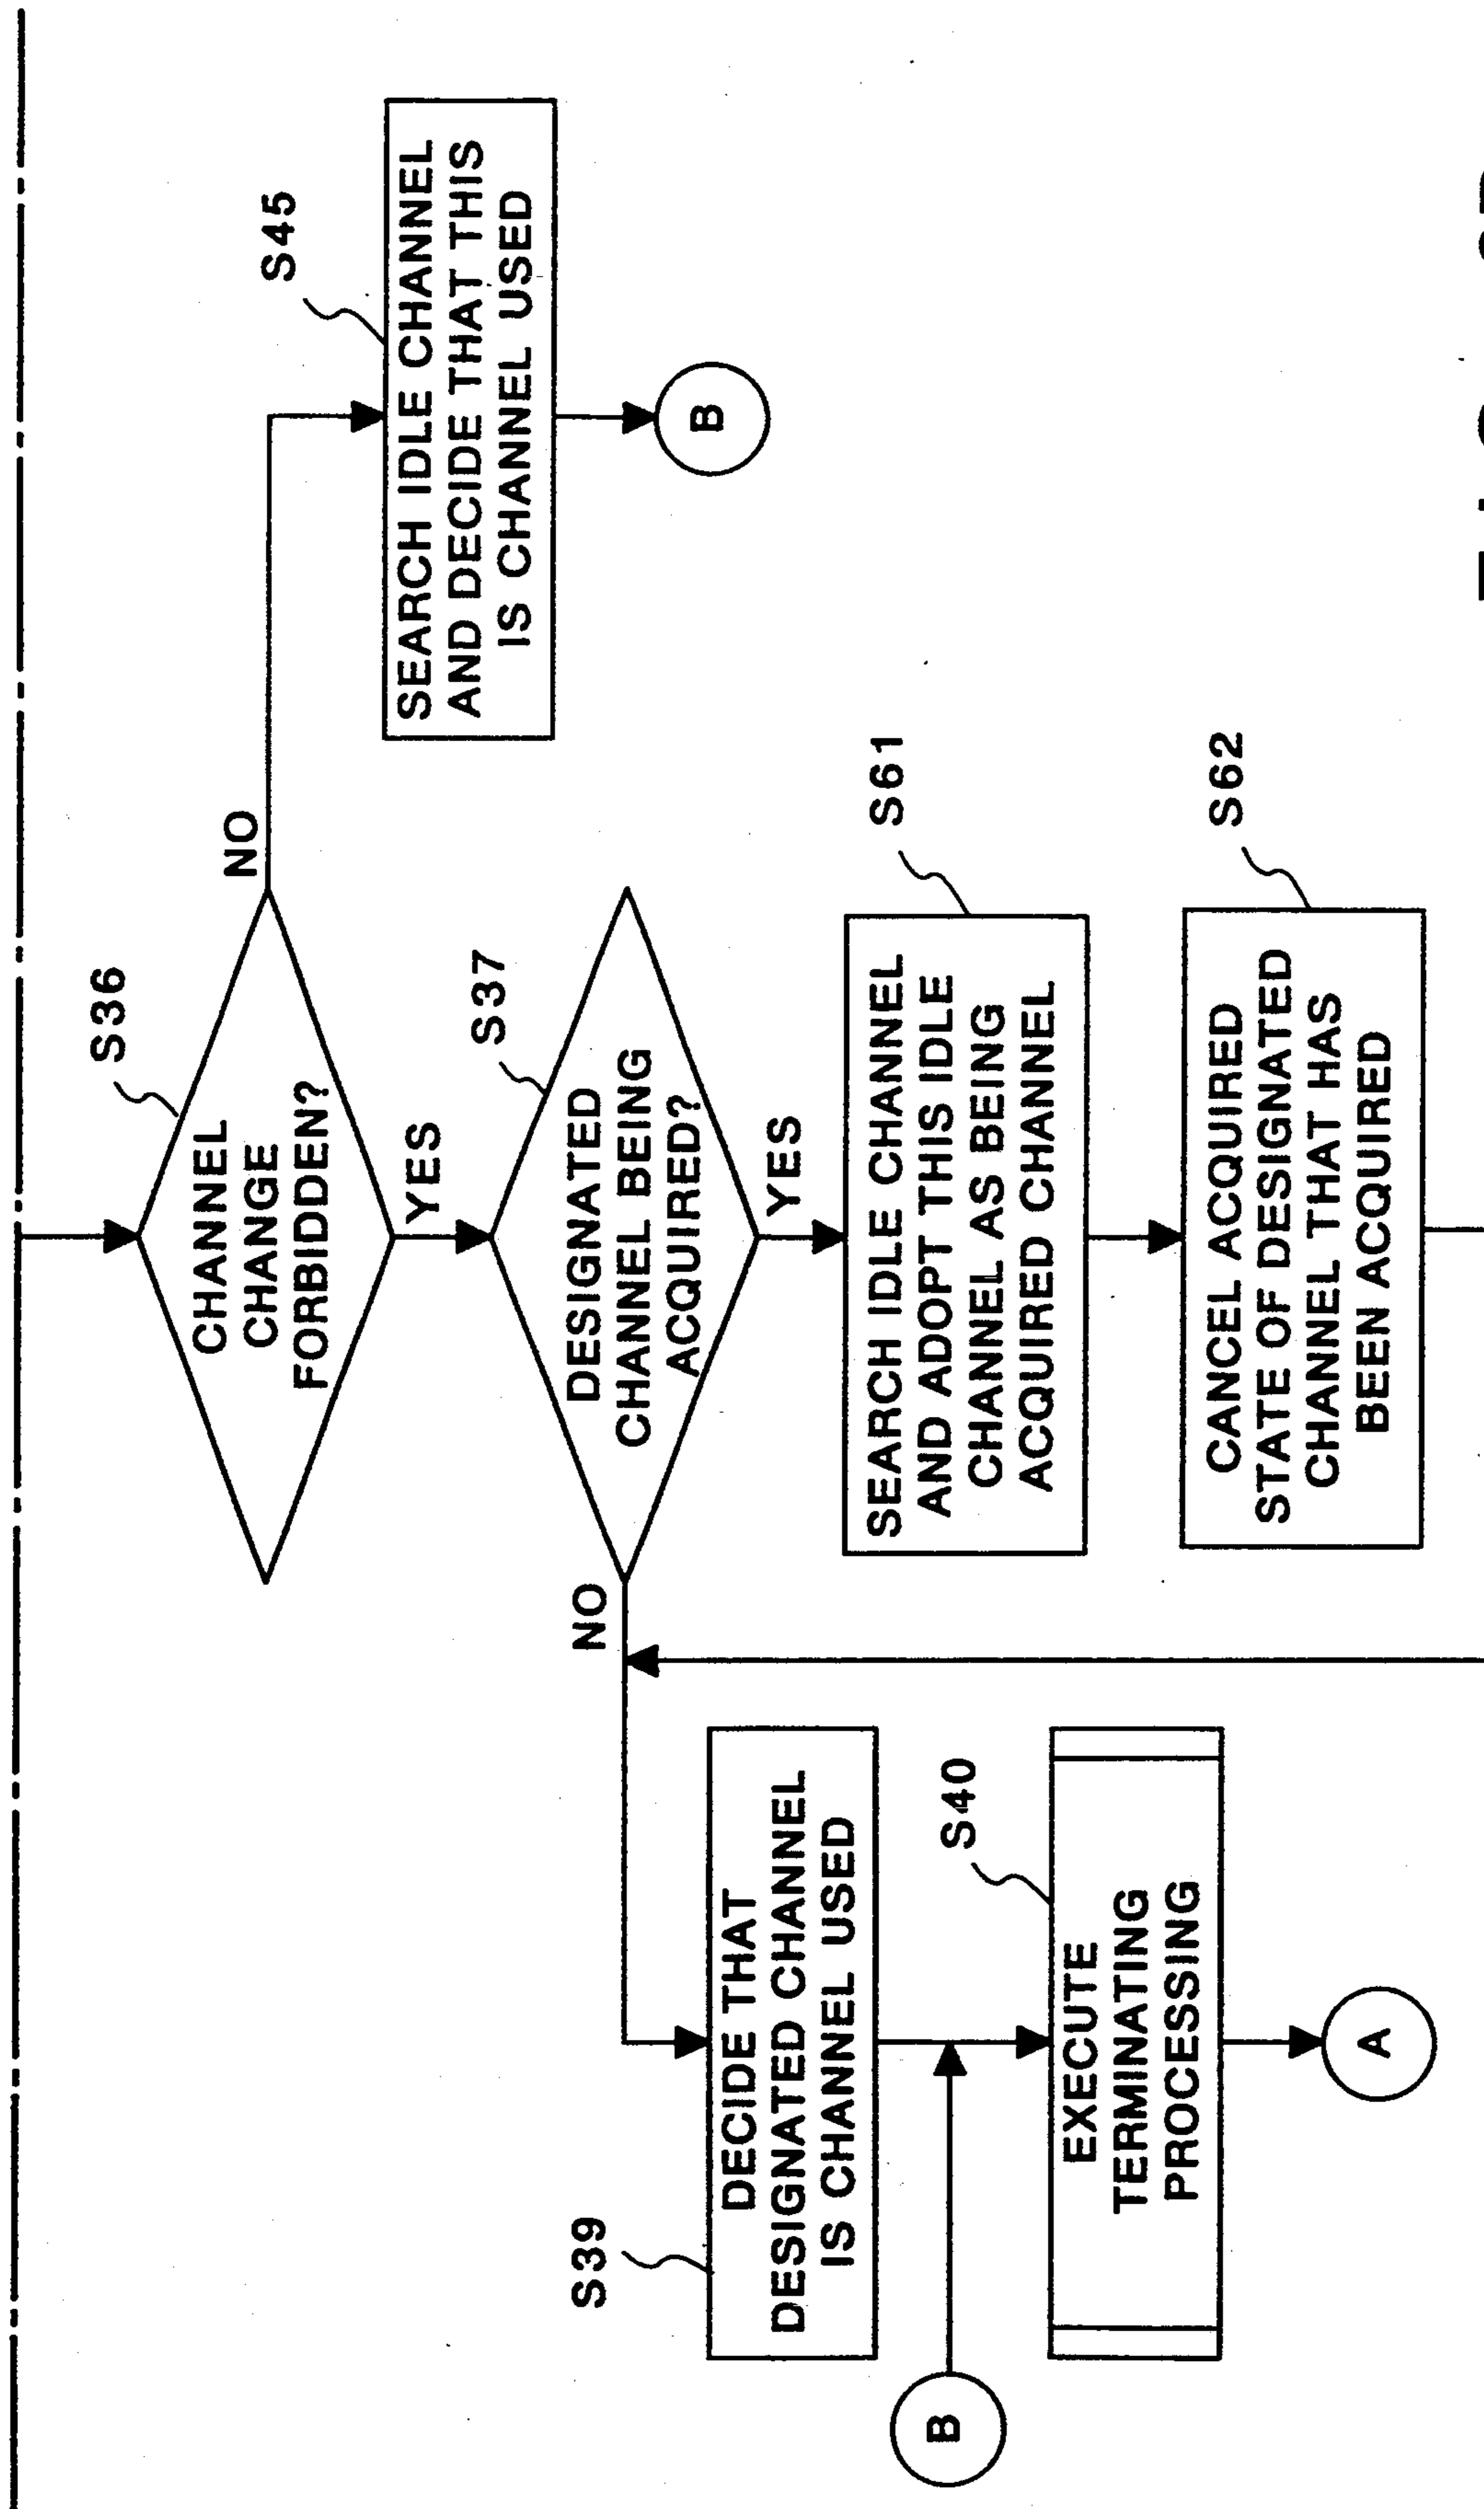 S36
CHANNEL
CHANGE
FORBIDDEN?
NO
YES
S45
SEARCH IDLE CHANNEL
AND DECIDE THAT THIS
IS CHANNEL USED
B
S37
DESIGNATED
CHANNEL BEING
ACQUIRED?
NO
YES
S39
DECIDE THAT
DESIGNATED CHANNEL
IS CHANNEL USED
S61
SEARCH IDLE CHANNEL
AND ADOPT THIS IDLE
CHANNEL AS BEING
ACQUIRED CHANNEL
B
S40
EXECUTE
TERMINATING
PROCESSING
S62
CANCEL ACQUIRED
STATE OF DESIGNATED
CHANNEL THAT HAS
BEEN ACQUIRED
A